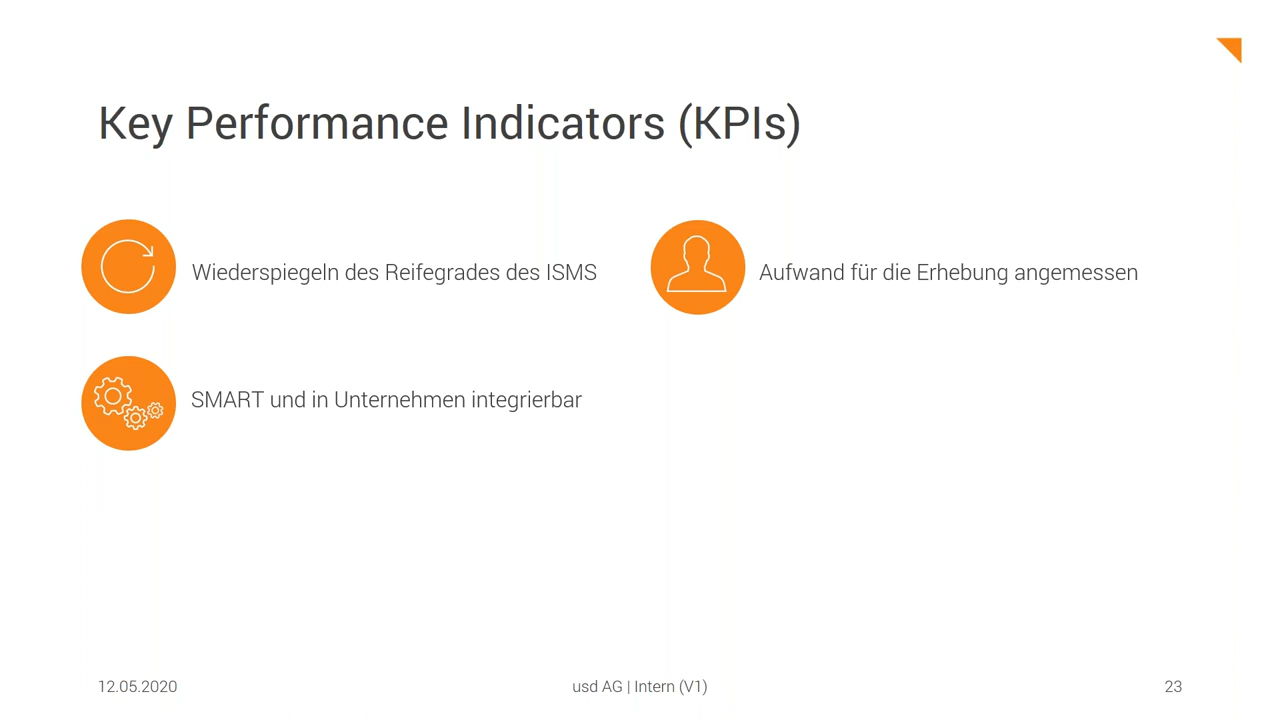 Key Performance Indicators (KPIs)
Wiederspiegeln des Reifegrades des ISMS
Aufwand für die Erhebung angemessen
SMART und in Unternehmen integrierbar
12.05.2020
usd AG | Intern (V1)
23